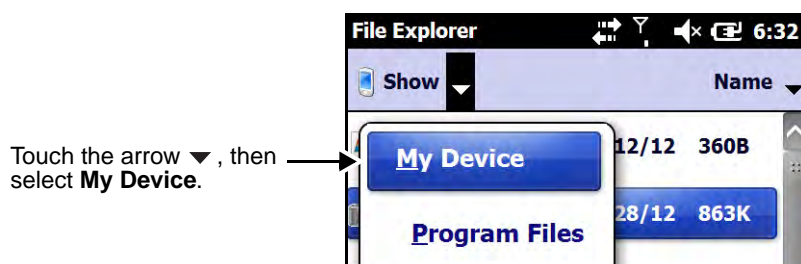 File Explorer 6:32
Show Name
Touch the arrow , then
select My Device.
My Device 12/12 360B
28/12 863K
Program Files